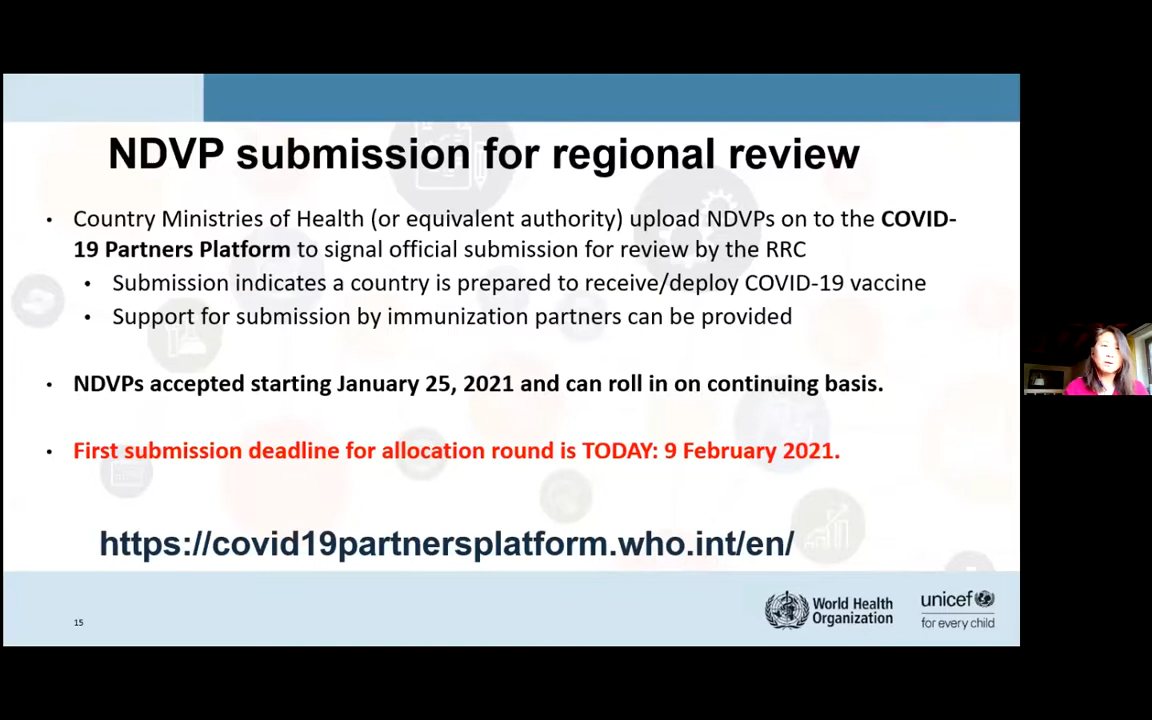 NDVP submission for regional review
• Country Ministries of Health (or equivalent authority) upload NDVPs on to the COVID-
19 Partners Platform to signal official submission for review by the RRC
• Submission indicates a country is prepared to receive/deploy COVID-19 vaccine
• Support for submission by immunization partners can be provided
• NDVPs accepted starting January 25, 2021 and can roll in on continuing basis.
• First submission deadline for allocation round is TODAY: 9 February 2021.
https://covid19partnersplatform.who.int/en/
15
World Health
Organization
unicef
for every child